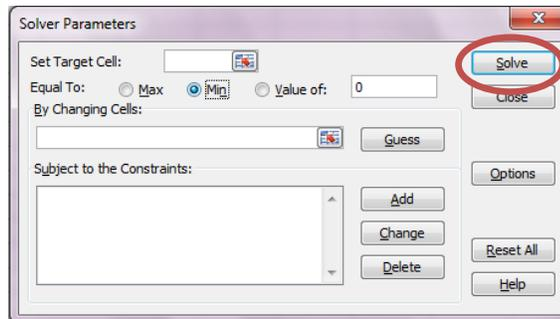 Solver Parameters
Set Target Cell:
Solve
Equal To: Max Min Value of: 0
Close
By Changing Cells:
Guess
Subject to the Constraints:
Options
Add
Change
Reset All
Delete
Help